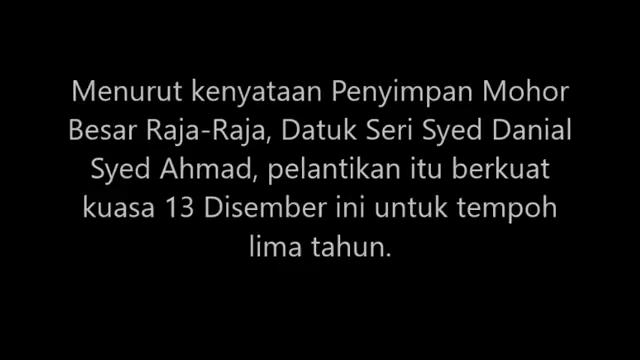 Menurut kenyataan Penyimpan Mohor
Besar Raja-Raja, Datuk Seri Syed Danial
Syed Ahmad, pelantikan itu berkuat
kuasa 13 Disember ini untuk tempoh
lima tahun.